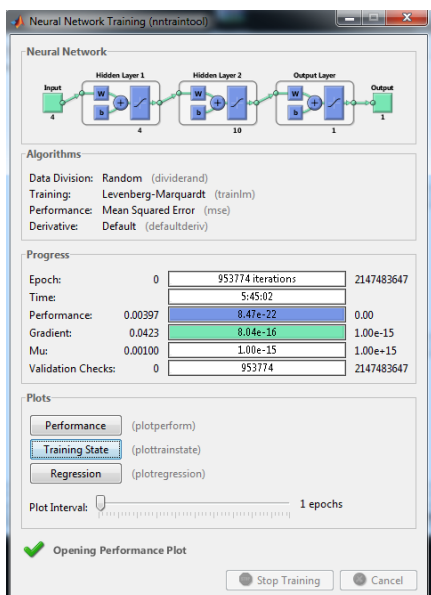 Neural Network Training (nntraintool)
Neural Network
Hidden Layer 1 Hidden Layer 2 Output Layer
Input Output
W W W
b b b
+ + +
4 4 10 1 1
Algorithms
Data Division: Random (dividerand)
Training: Levenberg-Marquardt (trainlm)
Performance: Mean Squared Error (mse)
Derivative: Default (defaultderiv)
Progress
Epoch: 0 953774 iterations 2147483647
Time: 5:45:02
Performance: 0.00397 8.47e-22 0.00
Gradient: 0.0423 8.04e-16 1.00e-15
Mu: 0.00100 1.00e-15 1.00e+15
Validation Checks: 0 953774 2147483647
Plots
Performance (plotperform)
Training State (plottrainstate)
Regression (plotregression)
Plot Interval: 1 epochs
Opening Performance Plot
Stop Training Cancel